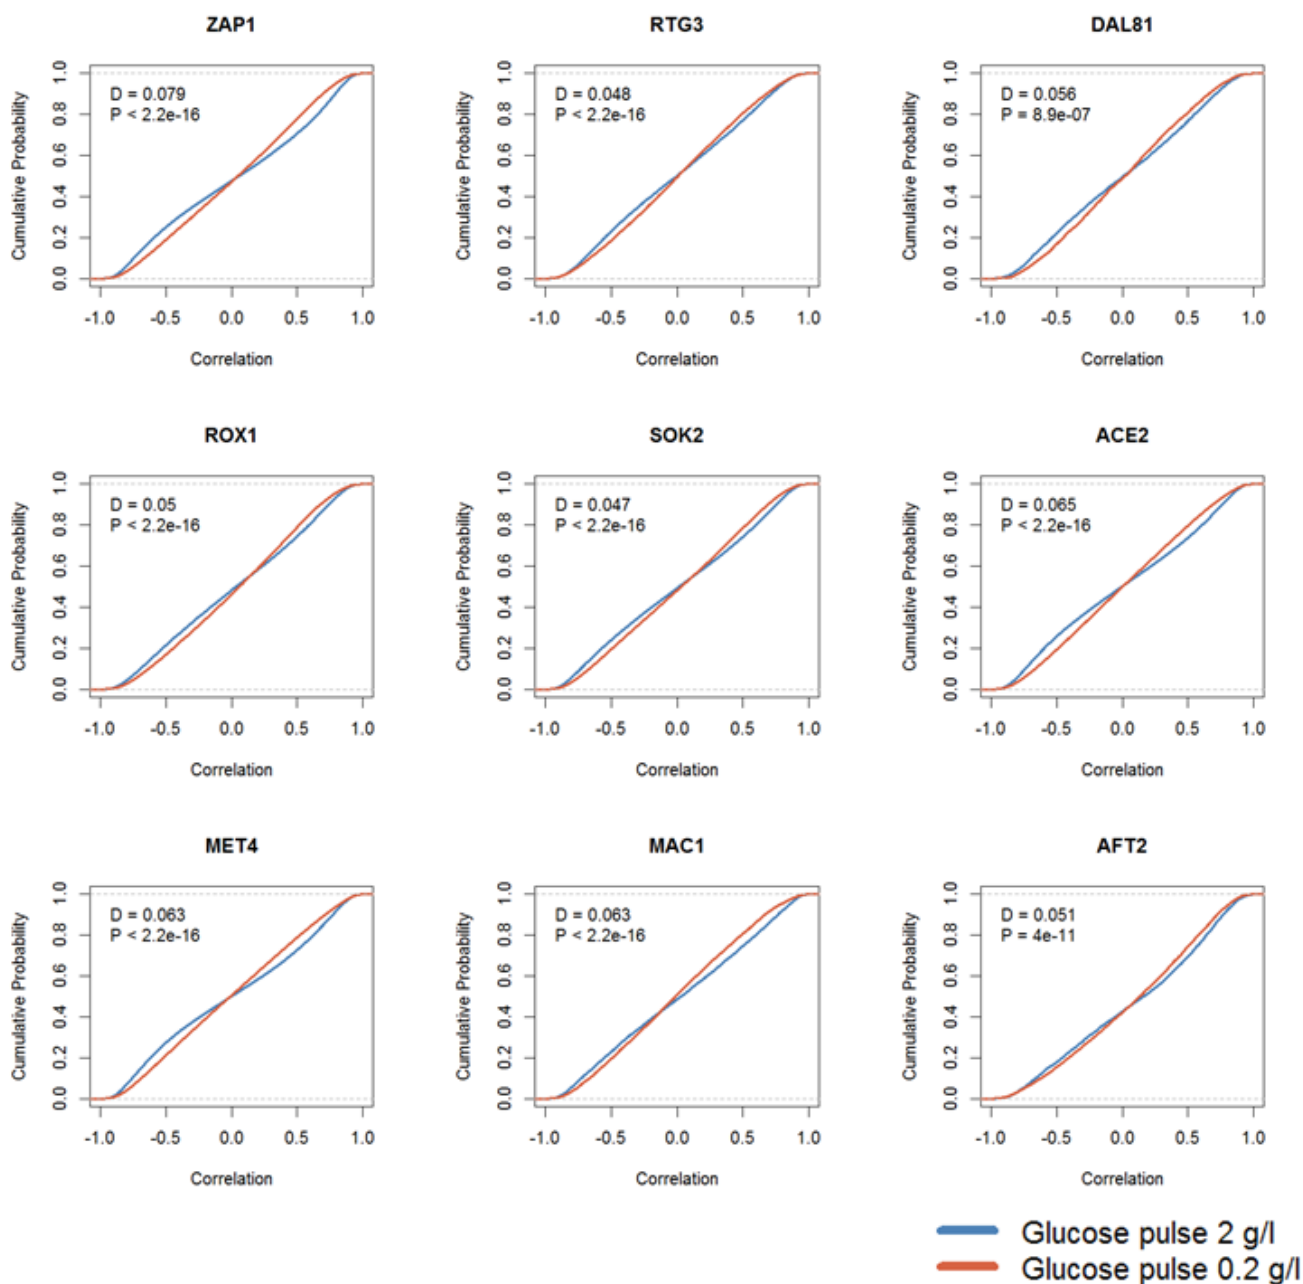 ZAP1
D = 0.079
P < 2.2e-16
Cumulative Probability
0.0 0.2 0.4 0.6 0.8 1.0
-1.0 -0.5 0.0 0.5 1.0
Correlation
RTG3
D = 0.048
P < 2.2e-16
Cumulative Probability
0.0 0.2 0.4 0.6 0.8 1.0
-1.0 -0.5 0.0 0.5 1.0
Correlation
DAL81
D = 0.056
P = 8.9e-07
Cumulative Probability
0.0 0.2 0.4 0.6 0.8 1.0
-1.0 -0.5 0.0 0.5 1.0
Correlation
ROX1
D = 0.05
P < 2.2e-16
Cumulative Probability
0.0 0.2 0.4 0.6 0.8 1.0
-1.0 -0.5 0.0 0.5 1.0
Correlation
SOK2
D = 0.047
P < 2.2e-16
Cumulative Probability
0.0 0.2 0.4 0.6 0.8 1.0
-1.0 -0.5 0.0 0.5 1.0
Correlation
ACE2
D = 0.065
P < 2.2e-16
Cumulative Probability
0.0 0.2 0.4 0.6 0.8 1.0
-1.0 -0.5 0.0 0.5 1.0
Correlation
MET4
D = 0.063
P < 2.2e-16
Cumulative Probability
0.0 0.2 0.4 0.6 0.8 1.0
-1.0 -0.5 0.0 0.5 1.0
Correlation
MAC1
D = 0.063
P < 2.2e-16
Cumulative Probability
0.0 0.2 0.4 0.6 0.8 1.0
-1.0 -0.5 0.0 0.5 1.0
Correlation
AFT2
D = 0.051
P = 4e-11
Cumulative Probability
0.0 0.2 0.4 0.6 0.8 1.0
-1.0 -0.5 0.0 0.5 1.0
Correlation
Glucose pulse 2 g/l
Glucose pulse 0.2 g/l